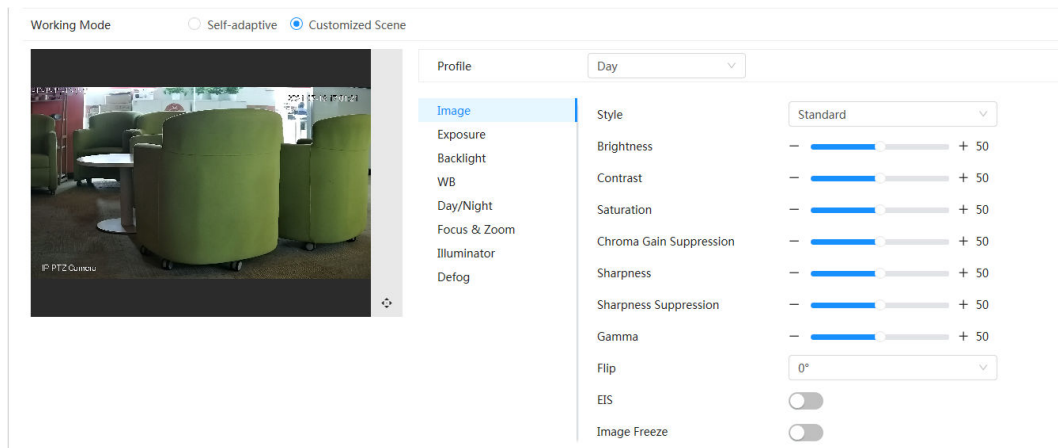 Working Mode Self-adaptive Customized Scene
Profile Day
Image
Exposure
Backlight
WB
Day/Night
Focus & Zoom
Illuminator
Defog
Style Standard
Brightness − + 50
Contrast − + 50
Saturation − + 50
Chroma Gain Suppression − + 50
Sharpness − + 50
Sharpness Suppression − + 50
Gamma − + 50
Flip 0°
EIS
Image Freeze
IP PTZ Camera